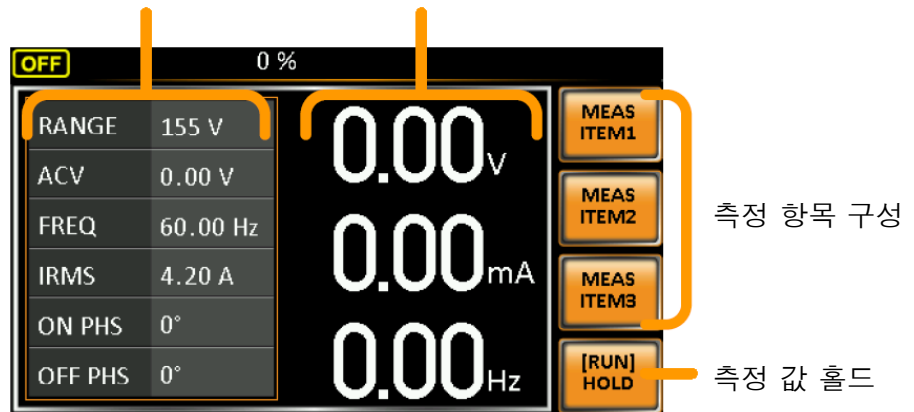 OFF
0 %
RANGE 155 V
ACV 0.00 V
FREQ 60.00 Hz
IRMS 4.20 A
ON PHS 0°
OFF PHS 0°
0.00V
0.00mA
0.00Hz
MEAS
ITEM1
MEAS
ITEM2
MEAS
ITEM3
[RUN]
HOLD
측정 항목 구성
측정 값 홀드